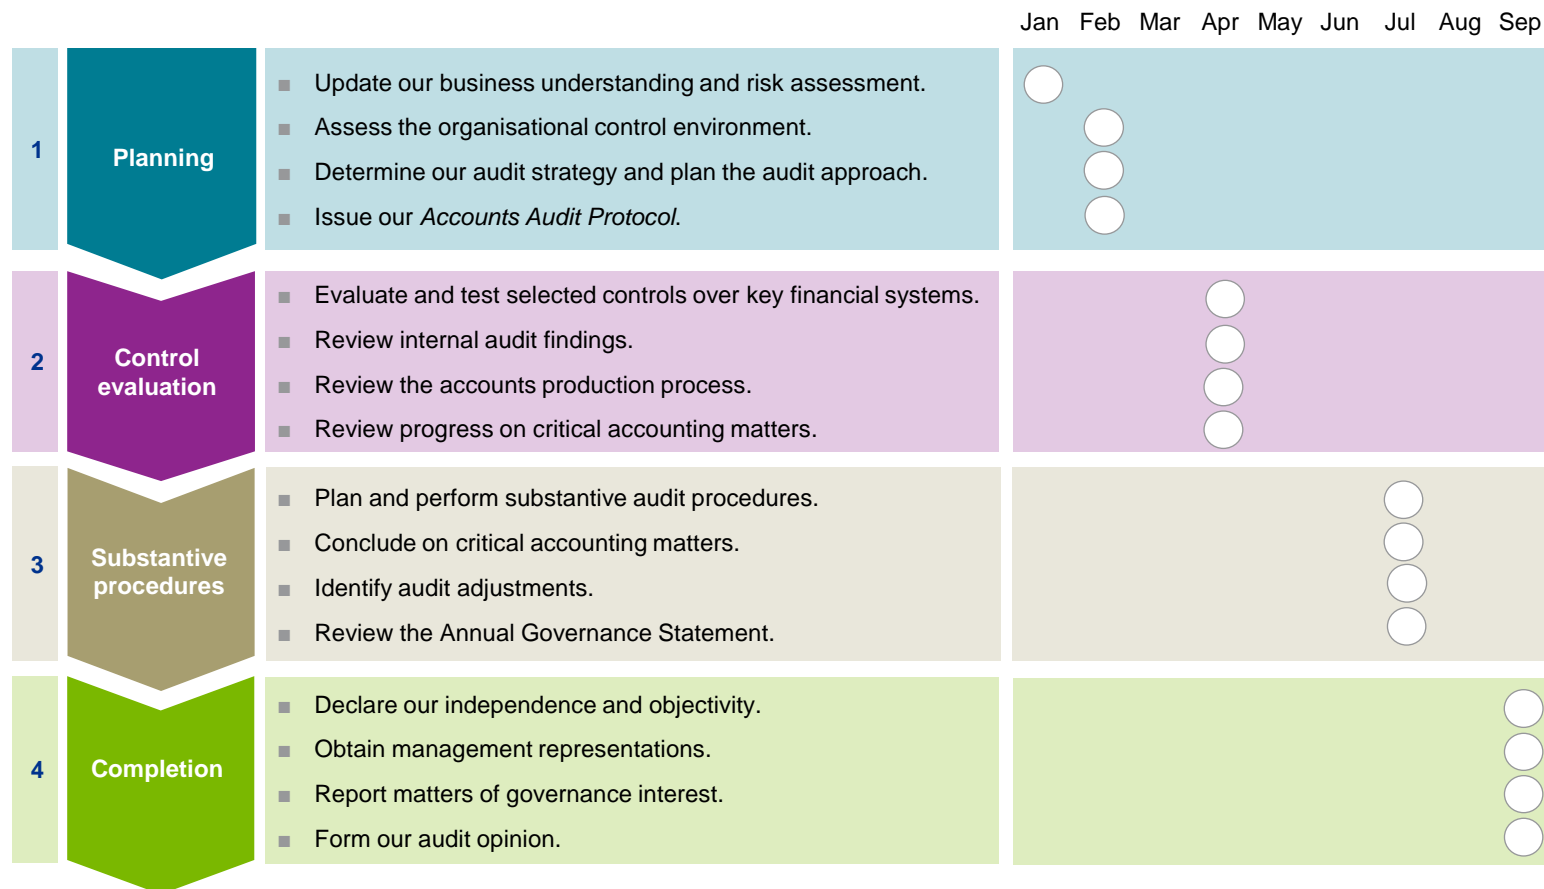 Jan Feb Mar Apr May Jun Jul Aug Sep
1
Planning
■ Update our business understanding and risk assessment.
■ Assess the organisational control environment.
■ Determine our audit strategy and plan the audit approach.
■ Issue our Accounts Audit Protocol.
2
Control
evaluation
■ Evaluate and test selected controls over key financial systems.
■ Review internal audit findings.
■ Review the accounts production process.
■ Review progress on critical accounting matters.
3
Substantive
procedures
■ Plan and perform substantive audit procedures.
■ Conclude on critical accounting matters.
■ Identify audit adjustments.
■ Review the Annual Governance Statement.
4
Completion
■ Declare our independence and objectivity.
■ Obtain management representations.
■ Report matters of governance interest.
■ Form our audit opinion.